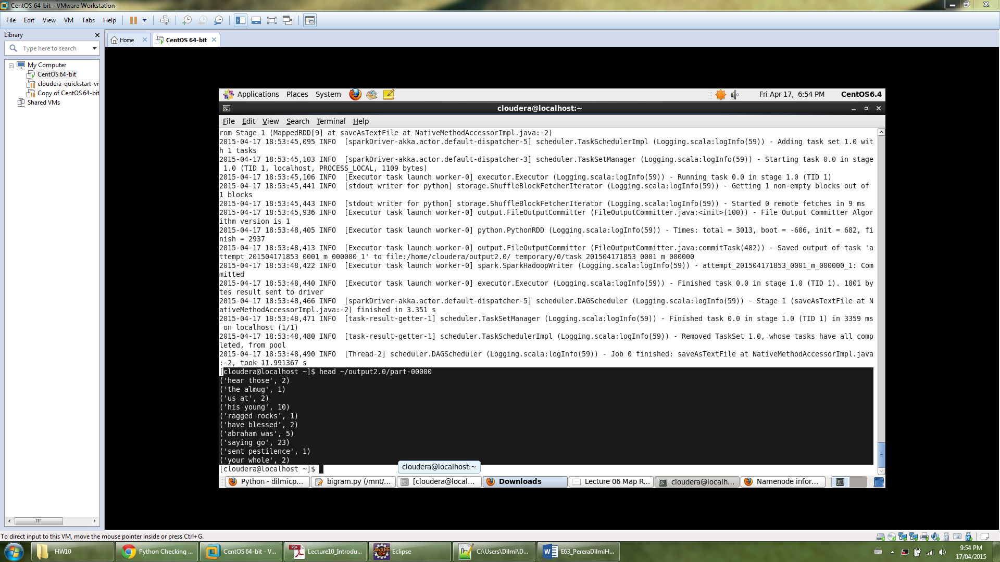 CentOS 64-bit - VMware Workstation
File Edit View VM Tabs Help
Library
Type here to search
My Computer
CentOS 64-bit
cloudera-quickstart-vr
Copy of CentOS 64-bit
Shared VMs
Home
CentOS 64-bit
Applications Places System
Fri Apr 17, 6:54 PM
CentOS6.4
cloudera@localhost:~
File Edit View Search Terminal Help
rom Stage 1 (MappedRDD[9] at saveAsTextFile at NativeMethodAccessorImpl.java:-2)
2015-04-17 18:53:45,095 INFO  [sparkDriver-akka.actor.default-dispatcher-5] scheduler.TaskSchedulerImpl (Logging.scala:logInfo(59)) - Adding task set 1.0 wit
h 1 tasks
2015-04-17 18:53:45,103 INFO  [sparkDriver-akka.actor.default-dispatcher-3] scheduler.TaskSetManager (Logging.scala:logInfo(59)) - Starting task 0.0 in stage
 1.0 (TID 1, localhost, PROCESS_LOCAL, 1109 bytes)
2015-04-17 18:53:45,106 INFO  [Executor task launch worker-0] executor.Executor (Logging.scala:logInfo(59)) - Running task 0.0 in stage 1.0 (TID 1)
2015-04-17 18:53:45,441 INFO  [stdout writer for python] storage.ShuffleBlockFetcherIterator (Logging.scala:logInfo(59)) - Getting 1 non-empty blocks out of
1 blocks
2015-04-17 18:53:45,443 INFO  [stdout writer for python] storage.ShuffleBlockFetcherIterator (Logging.scala:logInfo(59)) - Started 0 remote fetches in 9 ms
2015-04-17 18:53:45,936 INFO  [Executor task launch worker-0] output.FileOutputCommitter (FileOutputCommitter.java:<init>(100)) - File Output Committer Algor
ithm version is 1
2015-04-17 18:53:48,405 INFO  [Executor task launch worker-0] python.PythonRDD (Logging.scala:logInfo(59)) - Times: total = 3013, boot = -606, init = 682, fi
nish = 2937
2015-04-17 18:53:48,413 INFO  [Executor task launch worker-0] output.FileOutputCommitter (FileOutputCommitter.java:commitTask(482)) - Saved output of task 'a
ttempt_201504171853_0001_m_000000_1' to file:/home/cloudera/output2.0/_temporary/0/task_201504171853_0001_m_000000
2015-04-17 18:53:48,422 INFO  [Executor task launch worker-0] spark.SparkHadoopWriter (Logging.scala:logInfo(59)) - attempt_201504171853_0001_m_000000_1: Com
mitted
2015-04-17 18:53:48,440 INFO  [Executor task launch worker-0] executor.Executor (Logging.scala:logInfo(59)) - Finished task 0.0 in stage 1.0 (TID 1). 1801 by
tes result sent to driver
2015-04-17 18:53:48,466 INFO  [sparkDriver-akka.actor.default-dispatcher-5] scheduler.DAGScheduler (Logging.scala:logInfo(59)) - Stage 1 (saveAsTextFile at N
ativeMethodAccessorImpl.java:-2) finished in 3.351 s
2015-04-17 18:53:48,471 INFO  [task-result-getter-1] scheduler.TaskSetManager (Logging.scala:logInfo(59)) - Finished task 0.0 in stage 1.0 (TID 1) in 3359 ms
 on localhost (1/1)
2015-04-17 18:53:48,480 INFO  [task-result-getter-1] scheduler.TaskSchedulerImpl (Logging.scala:logInfo(59)) - Removed TaskSet 1.0, whose tasks have all comp
leted, from pool
2015-04-17 18:53:48,490 INFO  [Thread-2] scheduler.DAGScheduler (Logging.scala:logInfo(59)) - Job 0 finished: saveAsTextFile at NativeMethodAccessorImpl.java
:-2, took 11.991367 s
[cloudera@localhost ~]$ head ~/output2.0/part-00000
('hear those', 2)
('the almug', 1)
('us at', 2)
('his young', 10)
('ragged rocks', 1)
('have blessed', 2)
('abraham was', 5)
('saying go', 23)
('sent pestilence', 1)
('your whole', 2)
[cloudera@localhost ~]$
cloudera@localhost:~
Python - dilmicp...
bigram.py (/mnt/...
[cloudera@local...
Downloads
Lecture 06 Map R...
cloudera@localh...
Namenode infor...
To direct input to this VM, move the mouse pointer inside or press Ctrl+G.
HW10
Python Checking ...
CentOS 64-bit - V...
Lecture10_Introdu...
Eclipse
C:\Users\Dilmi\D...
E63_PereraDilmiH...
9:54 PM
17/04/2015